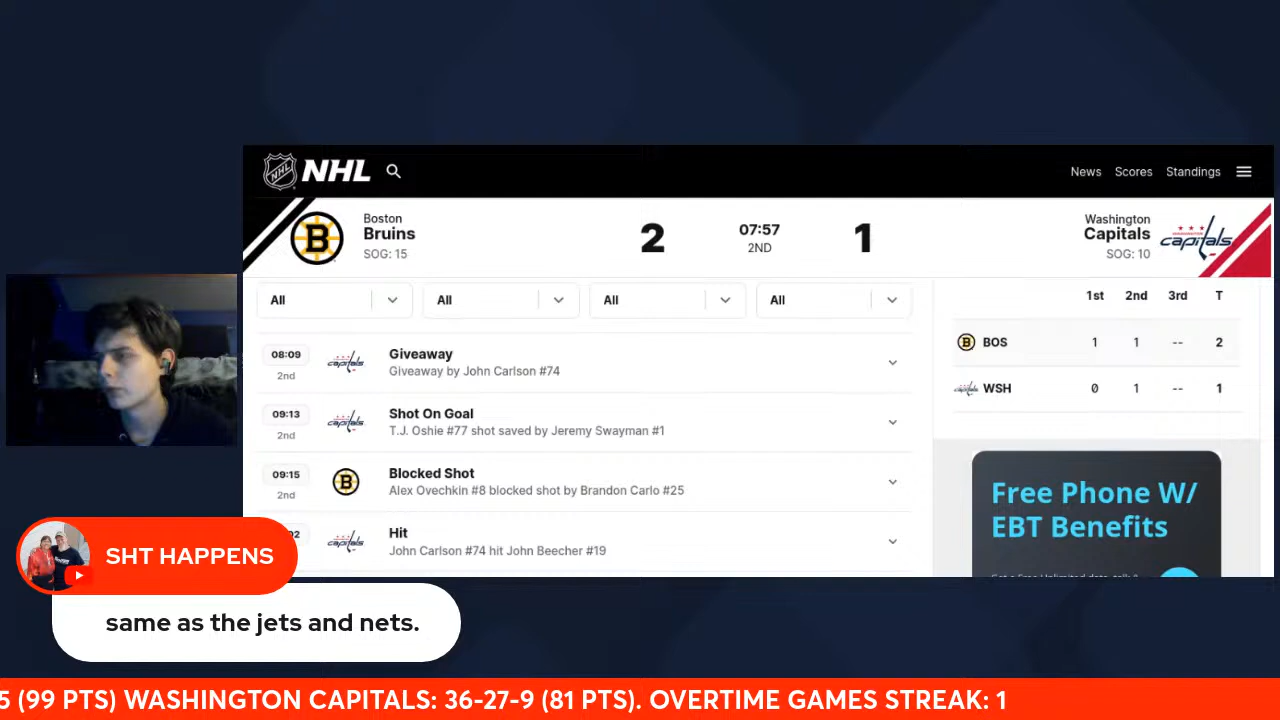 NHL
NHL
News Scores Standings
Boston
Bruins
SOG: 15
2
07:57
2ND
1
Washington
Capitals
SOG: 10
B
capitals
All
All
All
All
08:09
2nd
capitals
Giveaway
Giveaway by John Carlson #74
09:13
2nd
capitals
Shot On Goal
T.J. Oshie #77 shot saved by Jeremy Swayman #1
09:15
2nd
B
Blocked Shot
Alex Ovechkin #8 blocked shot by Brandon Carlo #25
capitals
Hit
John Carlson #74 hit John Beecher #19
1st 2nd 3rd T
B BOS 1 1 -- 2
WSH 0 1 -- 1
Free Phone W/
EBT Benefits
SHT HAPPENS
same as the jets and nets.
5 (99 PTS) WASHINGTON CAPITALS: 36-27-9 (81 PTS). OVERTIME GAMES STREAK: 1